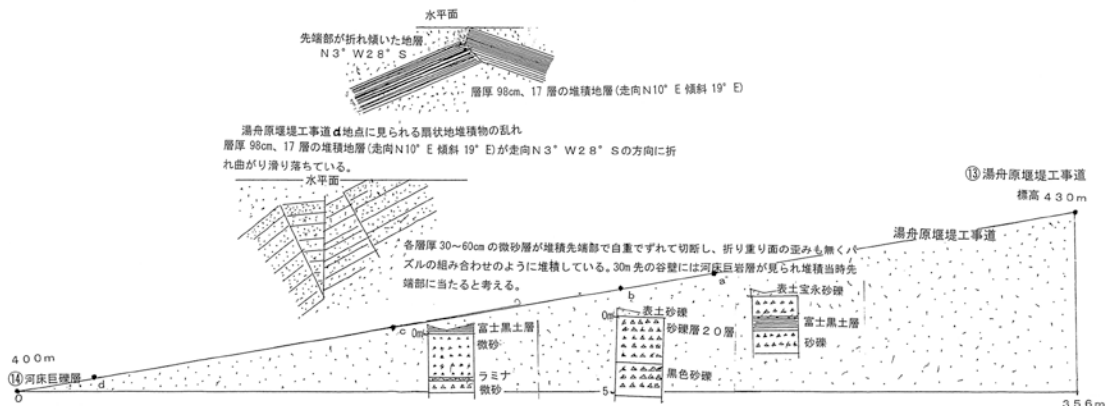 水平面
先端部が折れ傾いた地層
N3°W28°S
層厚98cm、17層の堆積地層(走向N10°E傾斜19°E)
湯舟原堰堤工事道d地点に見られる扇状地堆積物の乱れ
層厚98cm、17層の堆積地層(走向N10°E傾斜19°E)が走向N3°W28°Sの方向に折
れ曲がり滑り落ちている。
水平面
⑬湯舟原堰堤工事道
標高430m
湯舟原堰堤工事道
各層厚30～60cmの微砂層が堆積先端部で自重でずれて切断し、折り重り面の歪みも無くパ
ズルの組み合わせのように堆積している。30m先の谷壁には河床巨岩層が見られ堆積当時先
端部に当たると考える。
a
b
表土宝永砂礫
富士黒土層
砂礫
表土砂礫
0m
砂礫層20層
黒色砂礫
5
c
0m
富士黒土層
微砂
ラミナ
微砂
400m
d
⑭河床巨礫層
0
356m